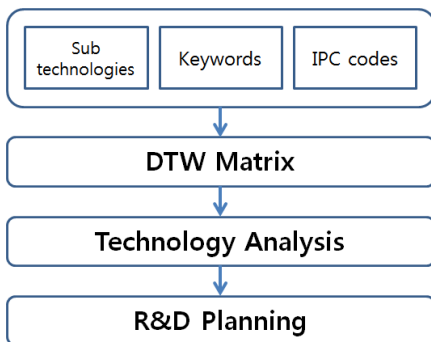 Sub
technologies
Keywords
IPC codes
DTW Matrix
Technology Analysis
R&D Planning